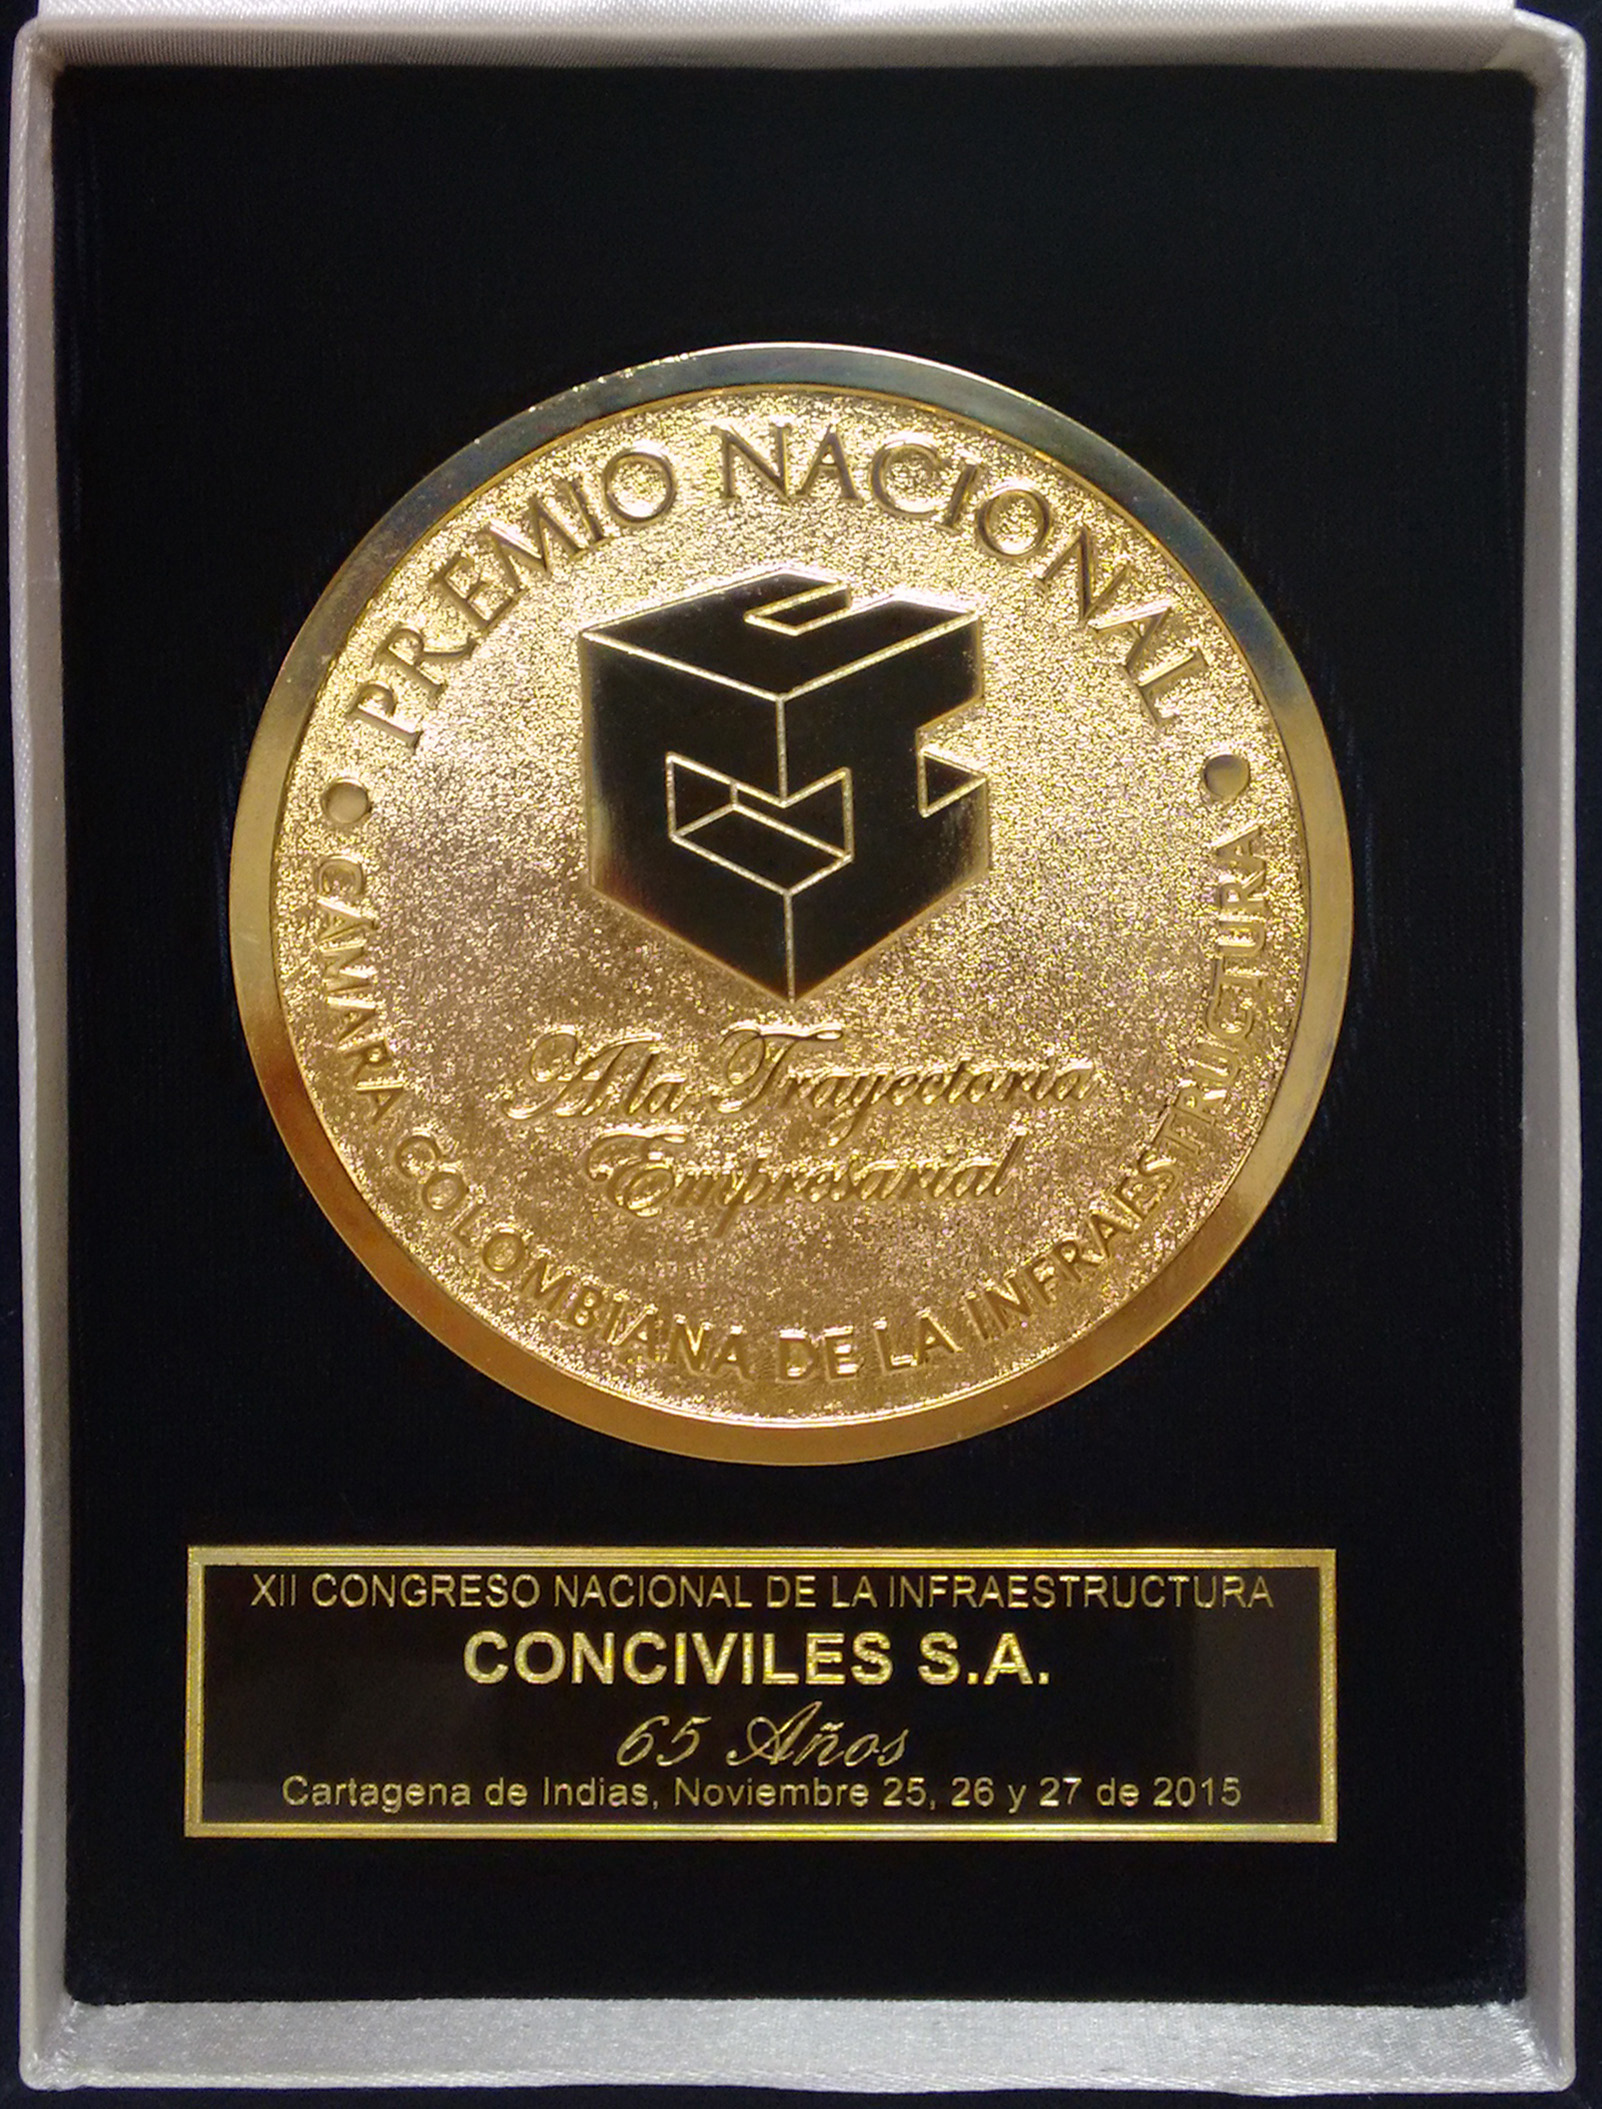 PREMIO NACIONAL
A la Trayectoria
Empresarial
CAMARA COLOMBIANA DE LA INFRAESTRUCTURA
XII CONGRESO NACIONAL DE LA INFRAESTRUCTURA
CONCIVILES S.A.
65 Años
Cartagena de Indias, Noviembre 25, 26 y 27 de 2015